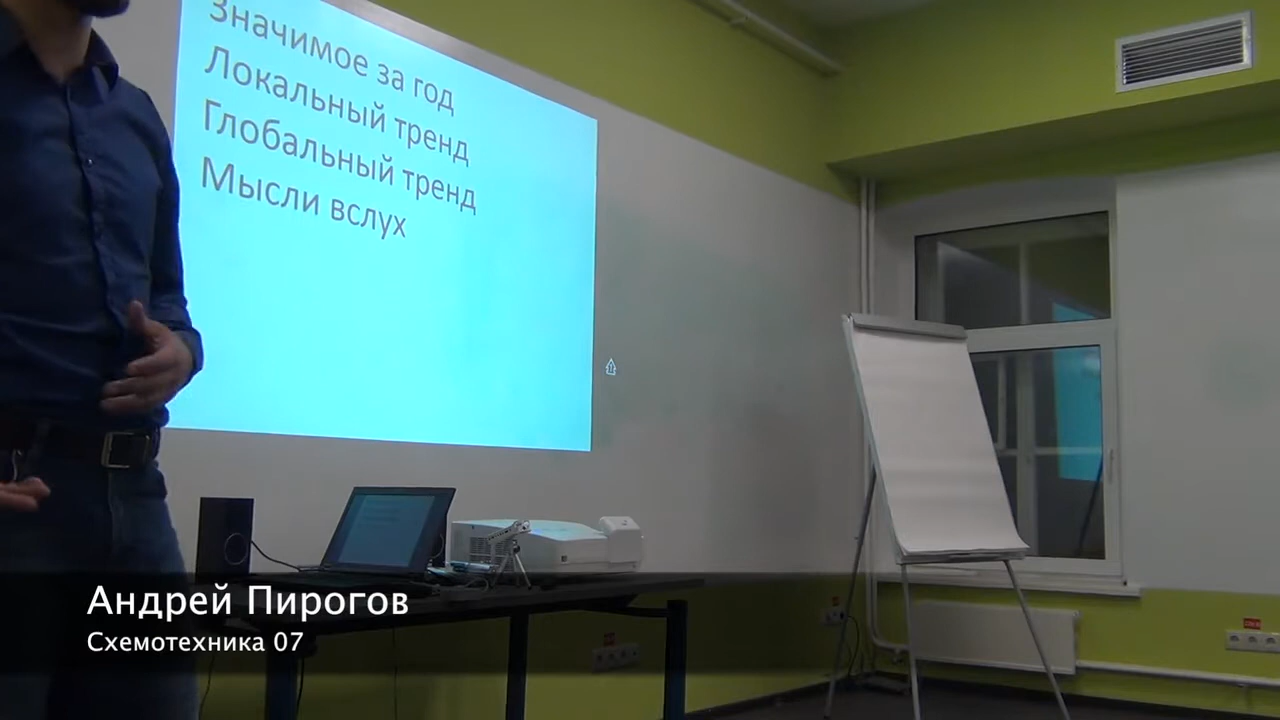 Значимое за год
Локальный тренд
Глобальный тренд
Мысли вслух
Андрей Пирогов
Схемотехника 07